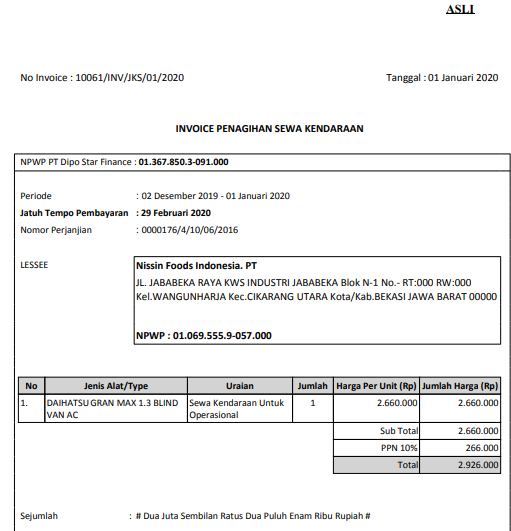 ASLI
No Invoice : 10061/INV/JKS/01/2020 Tanggal : 01 Januari 2020
INVOICE PENAGIHAN SEWA KENDARAAN
NPWP PT Dipo Star Finance : 01.367.850.3-091.000
Periode : 02 Desember 2019 - 01 Januari 2020
Jatuh Tempo Pembayaran : 29 Februari 2020
Nomor Perjanjian : 0000176/4/10/06/2016
LESSEE Nissin Foods Indonesia. PT
JL. JABABEKA RAYA KWS INDUSTRI JABABEKA Blok N-1 No.- RT:000 RW:000
Kel.WANGUNHARJA Kec.CIKARANG UTARA Kota/Kab.BEKASI JAWA BARAT 00000
NPWP : 01.069.555.9-057.000
No Jenis Alat/Type Uraian Jumlah Harga Per Unit (Rp) Jumlah Harga (Rp)
1. DAIHATSU GRAN MAX 1.3 BLIND Sewa Kendaraan Untuk 1 2.660.000 2.660.000
VAN AC Operasional
Sub Total 2.660.000
PPN 10% 266.000
Total 2.926.000
Sejumlah : # Dua Juta Sembilan Ratus Dua Puluh Enam Ribu Rupiah #